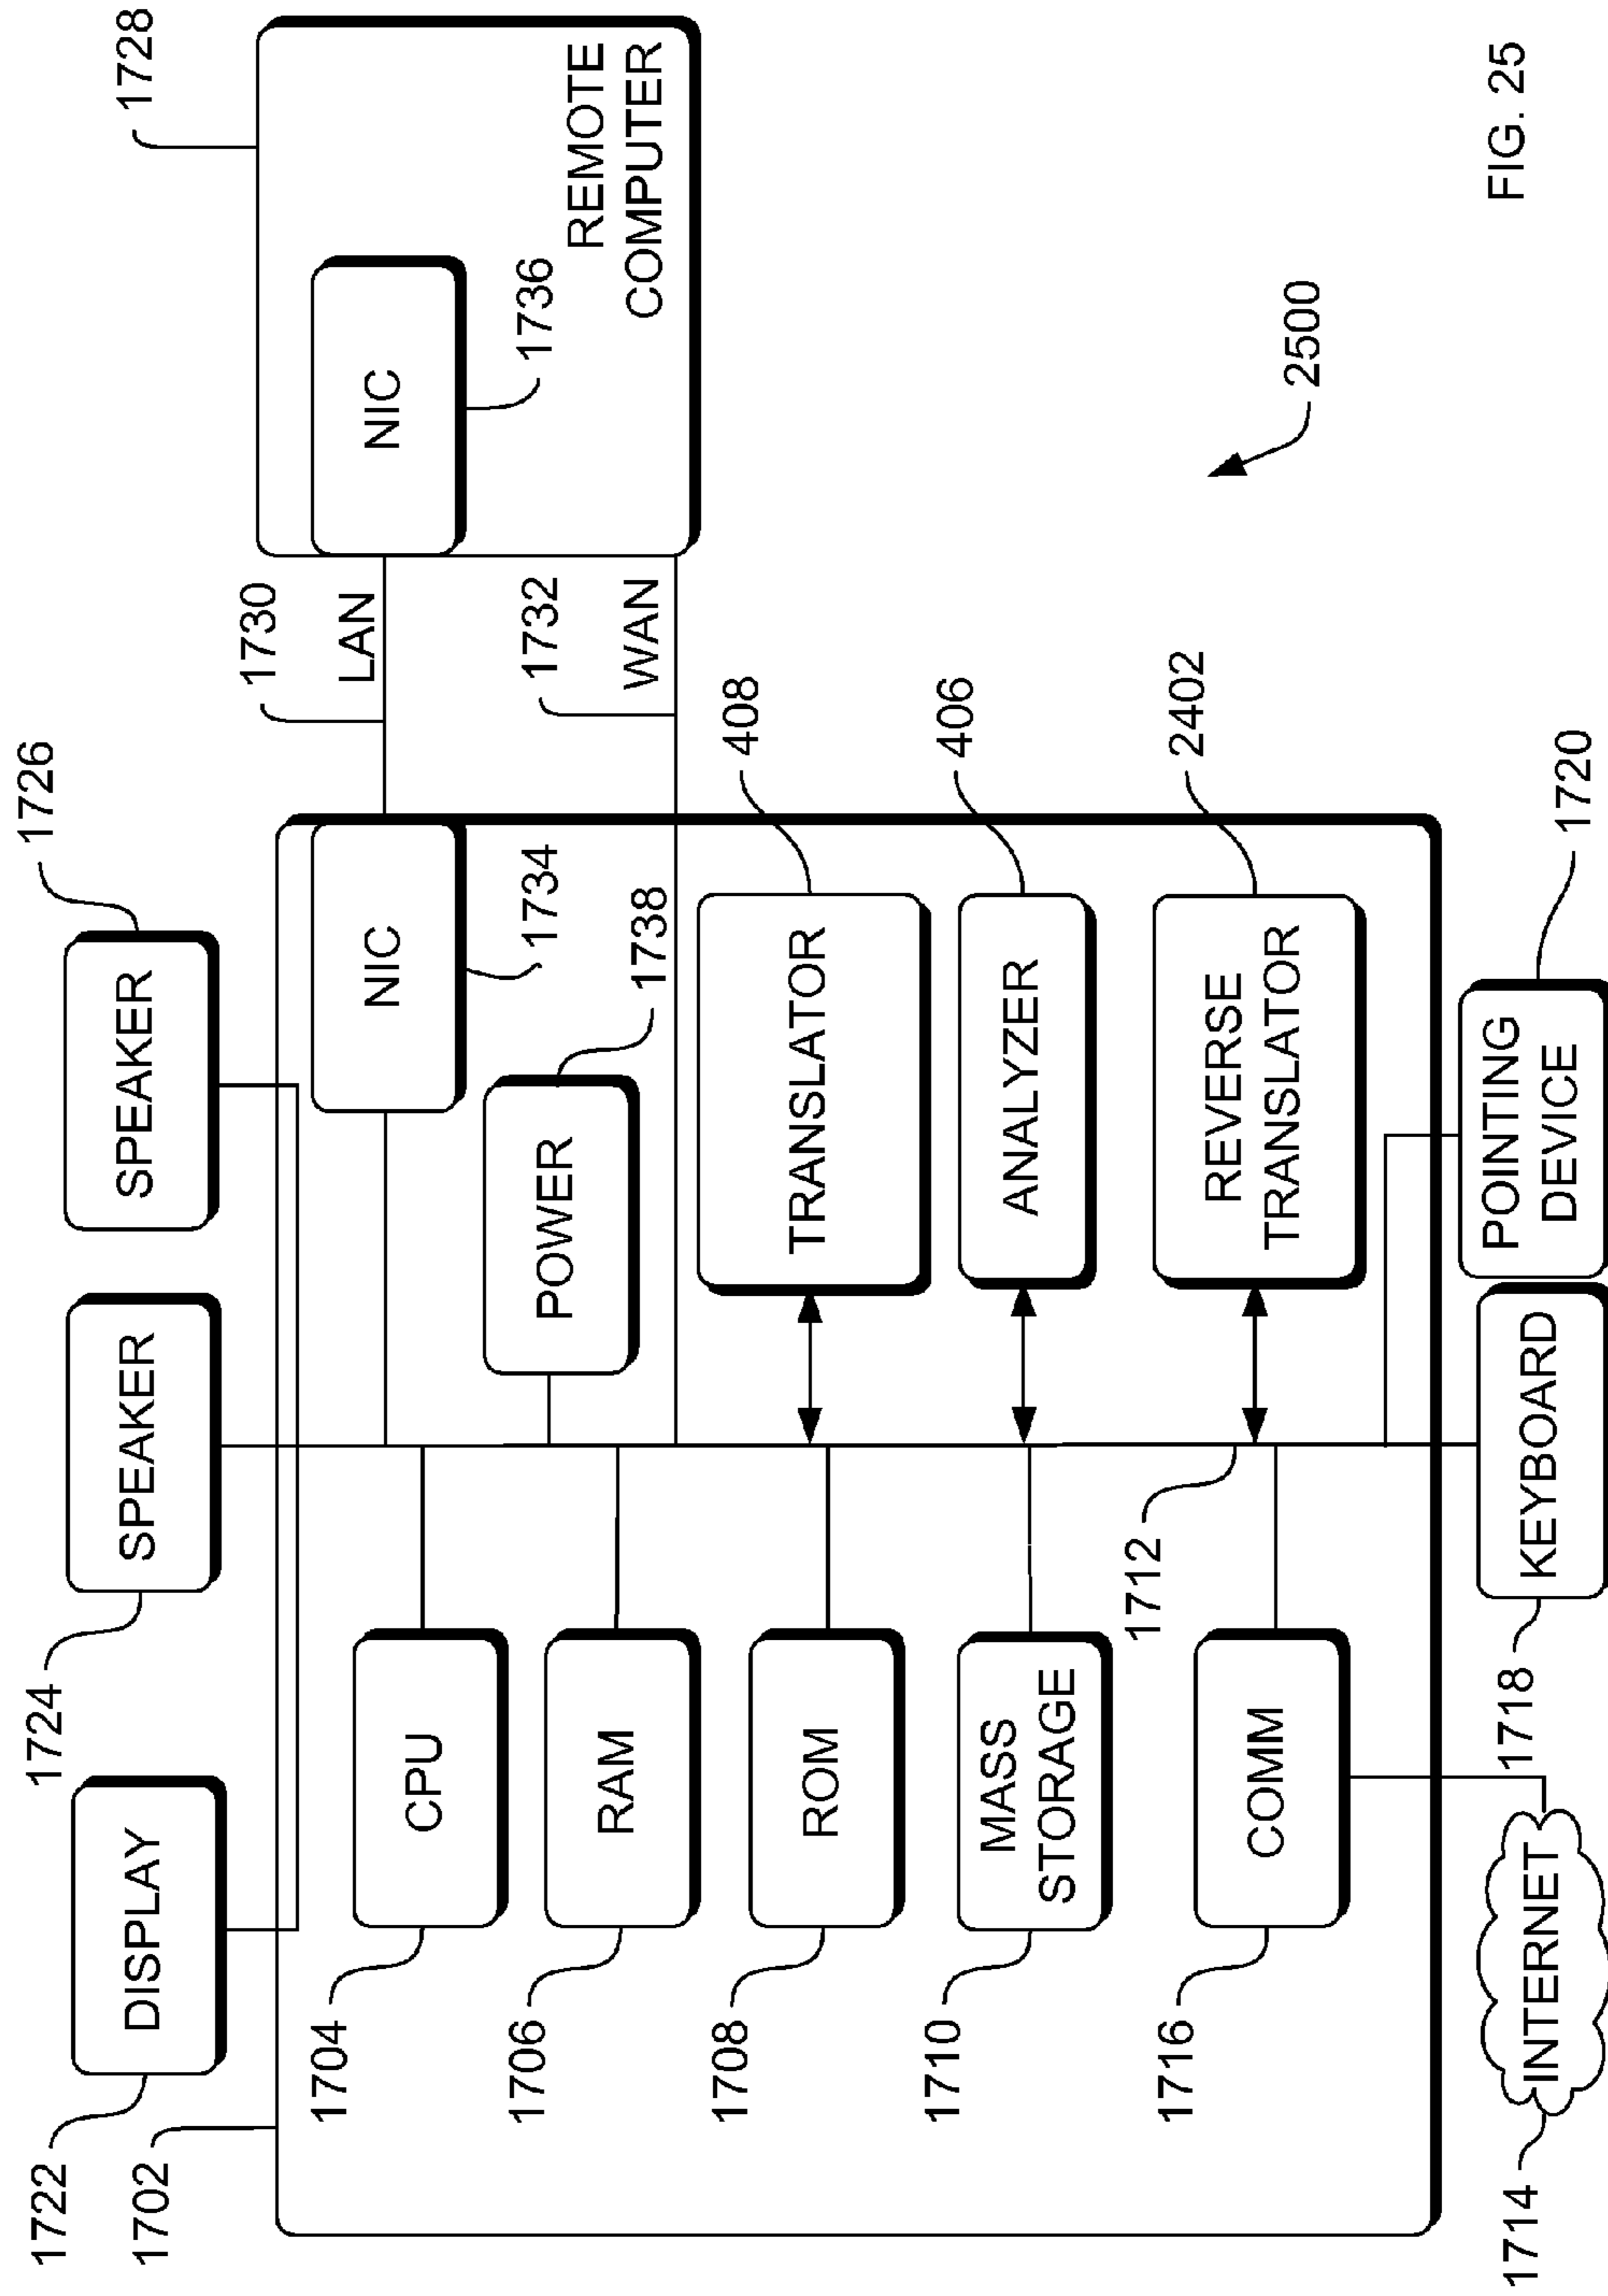 1722
DISPLAY
1724
SPEAKER
SPEAKER
1726
1728
1702
1704
CPU
NIC
1734
1730
LAN
NIC
1736
REMOTE
COMPUTER
1706
RAM
POWER
1738
1732
WAN
1708
ROM
TRANSLATOR
408
1710
MASS
STORAGE
ANALYZER
406
1712
1716
COMM
REVERSE
TRANSLATOR
2402
2500
1714
INTERNET
1718
KEYBOARD
POINTING
DEVICE
1720
FIG. 25